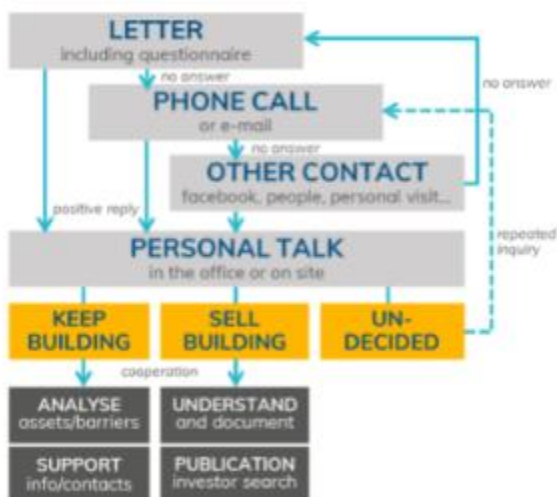 LETTER
including questionnaire
no answer
no answer
PHONE CALL
or e-mail
no answer
OTHER CONTACT
facebook, people, personal visit...
positive reply
repeated
inquiry
PERSONAL TALK
in the office or on site
KEEP
BUILDING
SELL
BUILDING
UN-
DECIDED
cooperation
ANALYSE
assets/barriers
UNDERSTAND
and document
SUPPORT
info/contacts
PUBLICATION
investor search